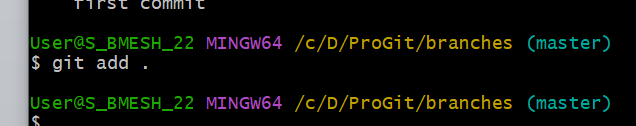 first commit
User@S_BMESH_22 MINGW64 /c/D/ProGit/branches (master)
$ git add .
User@S_BMESH_22 MINGW64 /c/D/ProGit/branches (master)
$